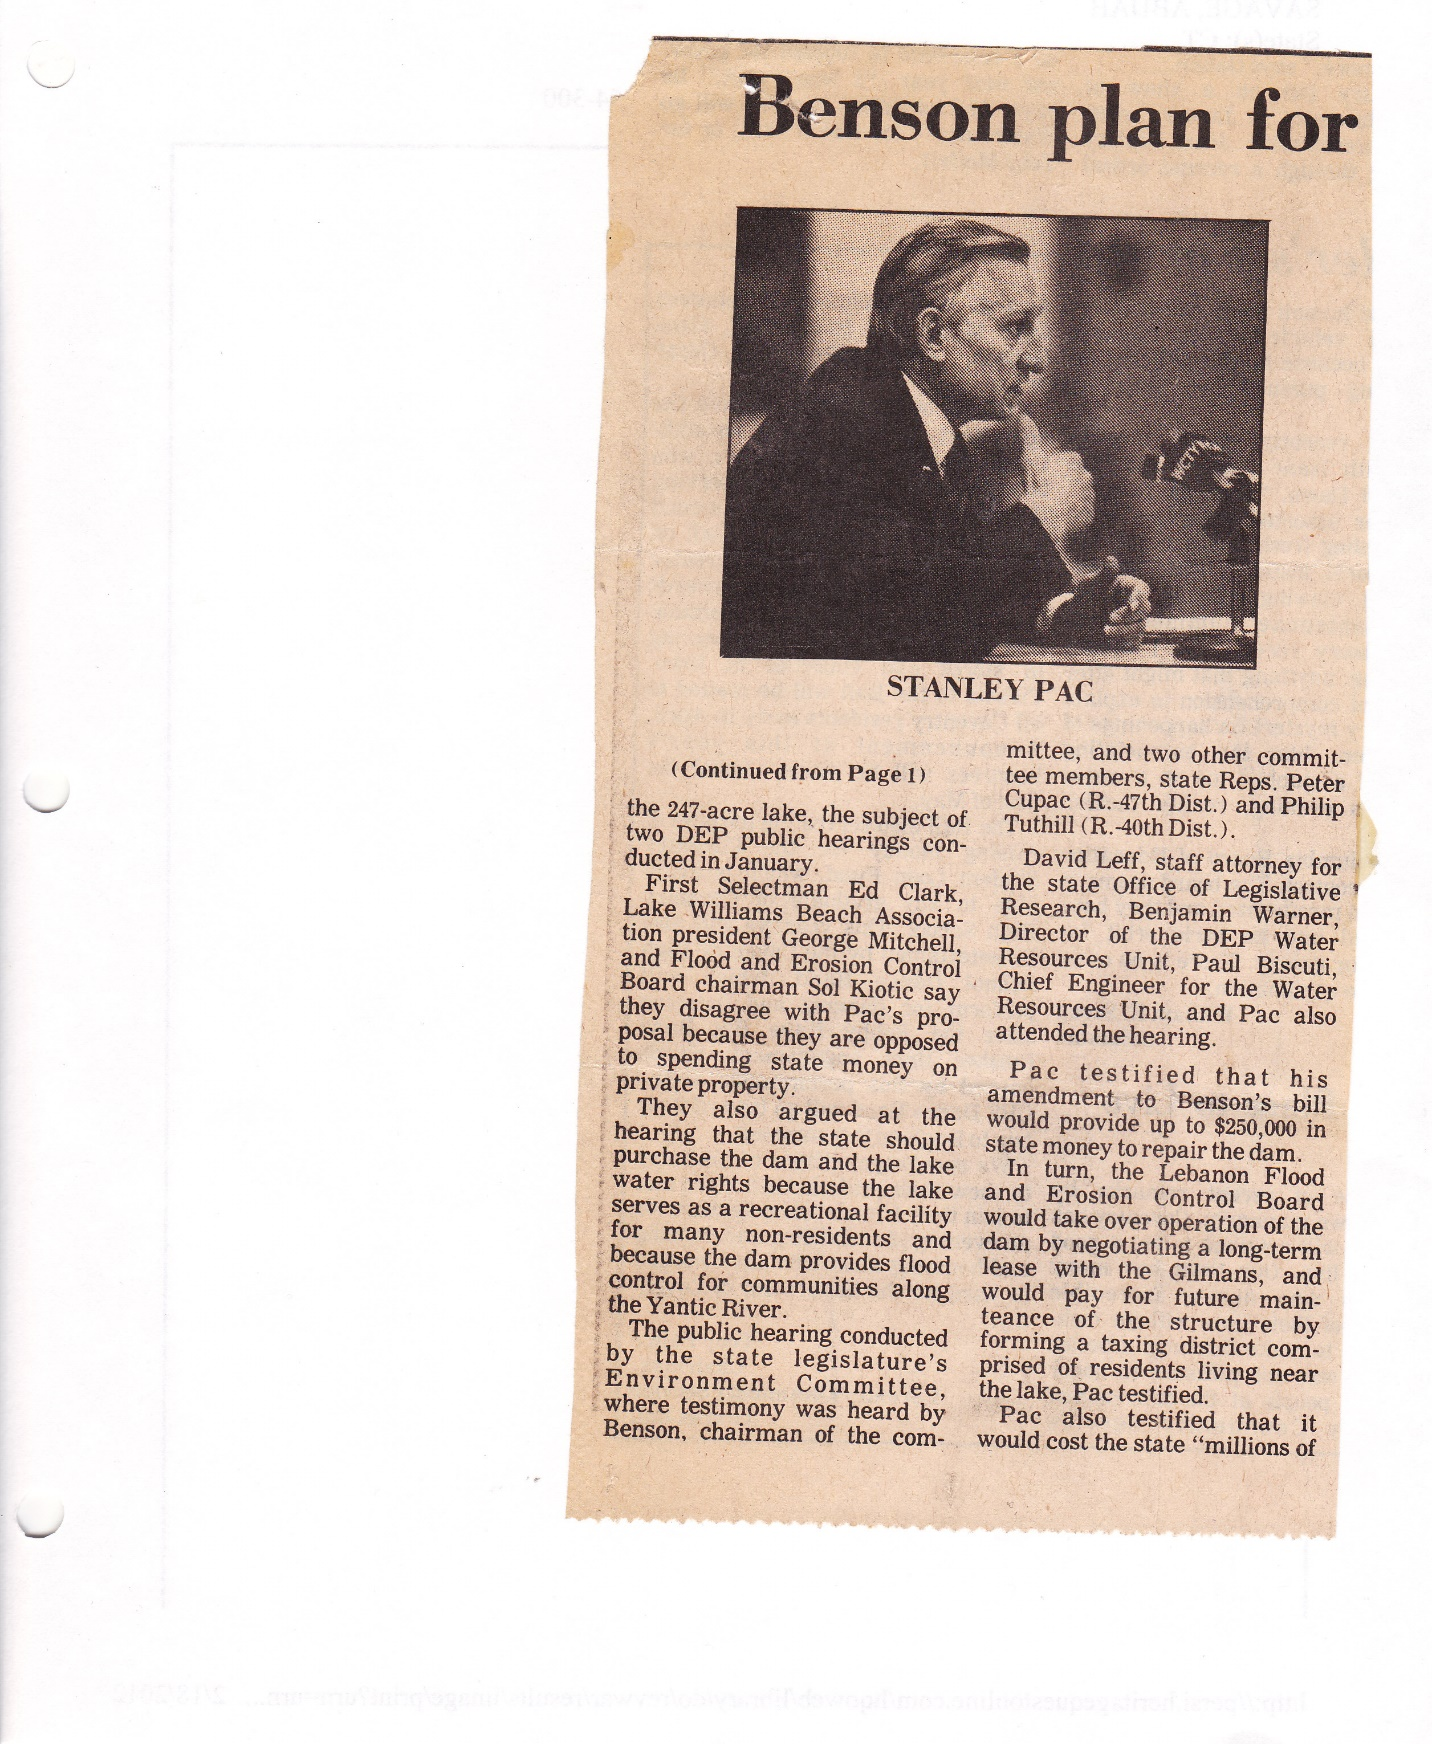 Benson plan for
WCTY
STANLEY PAC
(Continued from Page 1)
the 247-acre lake, the subject of
two DEP public hearings con-
ducted in January.
First Selectman Ed Clark,
Lake Williams Beach Associa-
tion president George Mitchell,
and Flood and Erosion Control
Board chairman Sol Kiotic say
they disagree with Pac's pro-
posal because they are opposed
to spending state money on
private property.
They also argued at the
hearing that the state should
purchase the dam and the lake
water rights because the lake
serves as a recreational facility
for many non-residents and
because the dam provides flood
control for communities along
the Yantic River.
The public hearing conducted
by the state legislature's
Environment Committee,
where testimony was heard by
Benson, chairman of the com-
mittee, and two other commit-
tee members, state Reps. Peter
Cupac (R.-47th Dist.) and Philip
Tuthill (R.-40th Dist.).
David Leff, staff attorney for
the state Office of Legislative
Research, Benjamin Warner,
Director of the DEP Water
Resources Unit, Paul Biscuti,
Chief Engineer for the Water
Resources Unit, and Pac also
attended the hearing.
Pac testified that his
amendment to Benson's bill
would provide up to $250,000 in
state money to repair the dam.
In turn, the Lebanon Flood
and Erosion Control Board
would take over operation of the
dam by negotiating a long-term
lease with the Gilmans, and
would pay for future main-
teance of the structure by
forming a taxing district com-
prised of residents living near
the lake, Pac testified.
Pac also testified that it
would cost the state "millions of